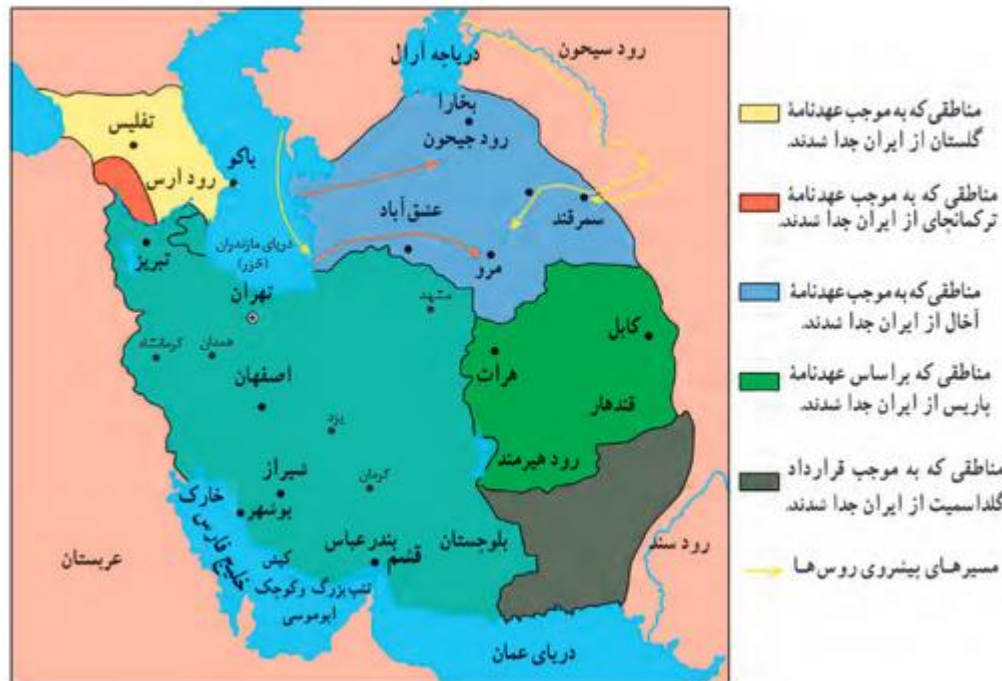 دریاچه آرال
رود سیحون
بخارا
رود جیحون
تفلیس
باکو
رود ارس
سمرقند
عشق‌آباد
مرو
تبریز
دریای مازندران
(خزر)
تهران
مشهد
کابل
همدان
کرمانشاه
هرات
اصفهان
قندهار
یزد
رود هیرمند
شیراز
کرمان
خارک
بوشهر
خلیج فارس
بندرعباس
قشم
بلوچستان
رود سند
عربستان
کیش
تنب بزرگ و کوچک
ابوموسی
دریای عمان
مناطقی که به موجب عهدنامهٔ
گلستان از ایران جدا شدند.
مناطقی که به موجب عهدنامهٔ
ترکمانچای از ایران جدا شدند.
مناطقی که به موجب عهدنامهٔ
آخال از ایران جدا شدند.
مناطقی که براساس عهدنامهٔ
پاریس از ایران جدا شدند.
مناطقی که به موجب قرارداد
گلداسمیت از ایران جدا شدند.
مسیرهای پیشروی روس‌ها